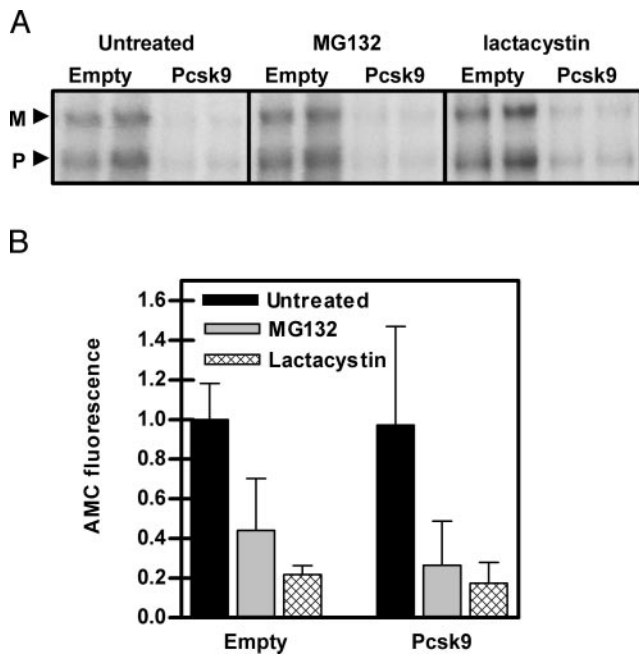 A
Untreated MG132 lactacystin
Empty Pcsk9 Empty Pcsk9 Empty Pcsk9
M
P
B
1.6
1.4
1.2
1.0
0.8
0.6
0.4
0.2
0.0
AMC fluorescence
Untreated
MG132
Lactacystin
Empty Pcsk9